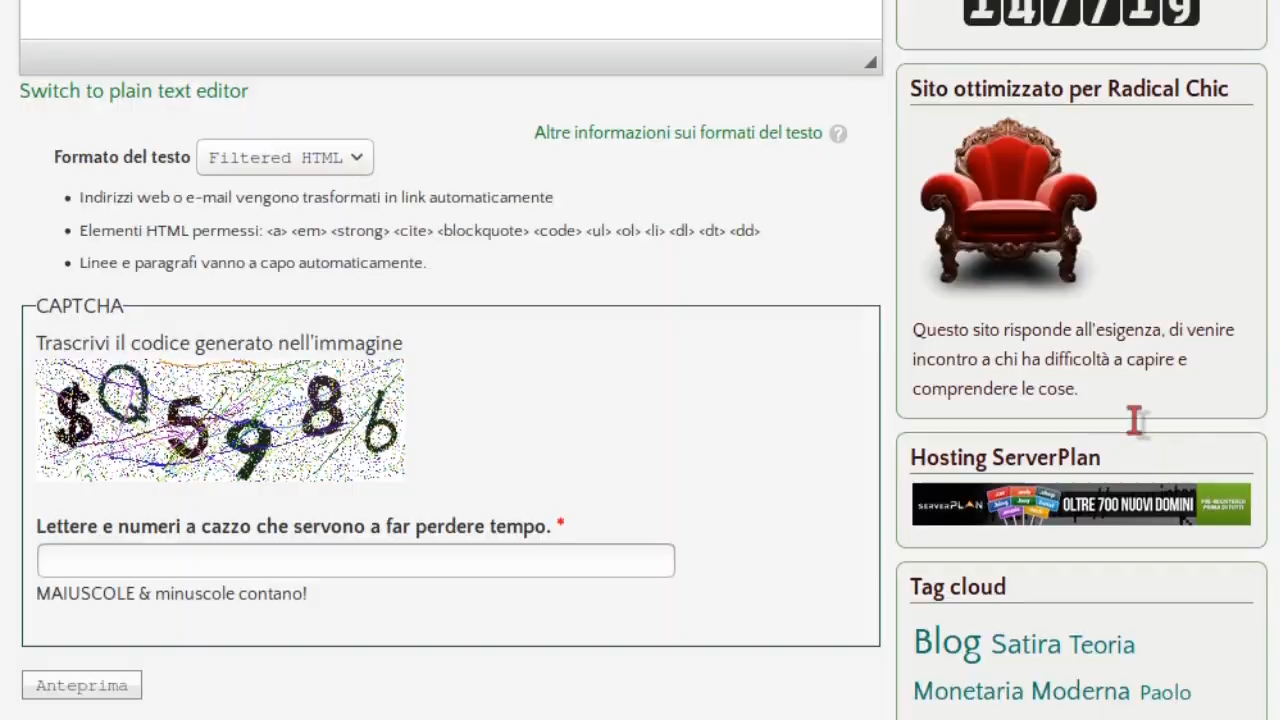 147719
Switch to plain text editor
Altre informazioni sui formati del testo ?
Formato del testo Filtered HTML
• Indirizzi web o e-mail vengono trasformati in link automaticamente
• Elementi HTML permessi: <a> <em> <strong> <cite> <blockquote> <code> <ul> <ol> <li> <dl> <dt> <dd>
• Linee e paragrafi vanno a capo automaticamente.
CAPTCHA
Trascrivi il codice generato nell'immagine
$Q5986
Lettere e numeri a cazzo che servono a far perdere tempo. *
MAIUSCOLE & minuscole contano!
Anteprima
Sito ottimizzato per Radical Chic
Questo sito risponde all'esigenza, di venire
incontro a chi ha difficoltà a capire e
comprendere le cose.
Hosting ServerPlan
SERVERPLAN
OLTRE 700 NUOVI DOMINI
Tag cloud
Blog Satira Teoria
Monetaria Moderna Paolo